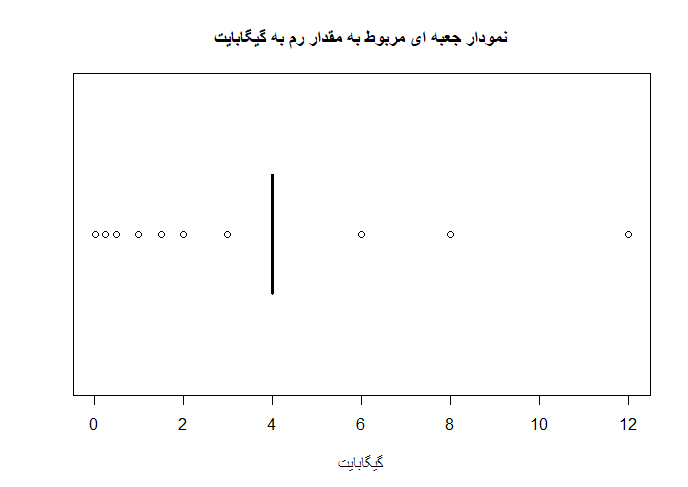 نمودار جعبه ای مربوط به مقدار رم به گیگابایت
0 2 4 6 8 10 12
گیگابایت